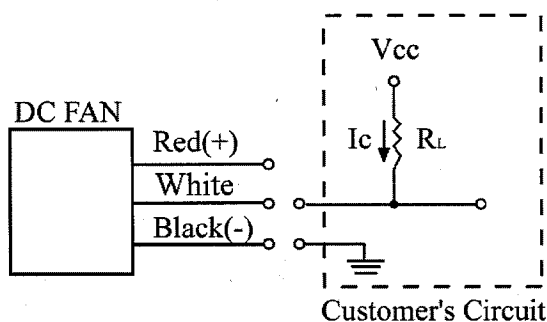 Vcc
DC FAN
Red(+)
Ic
RL
White
Black(-)
Customer's Circuit